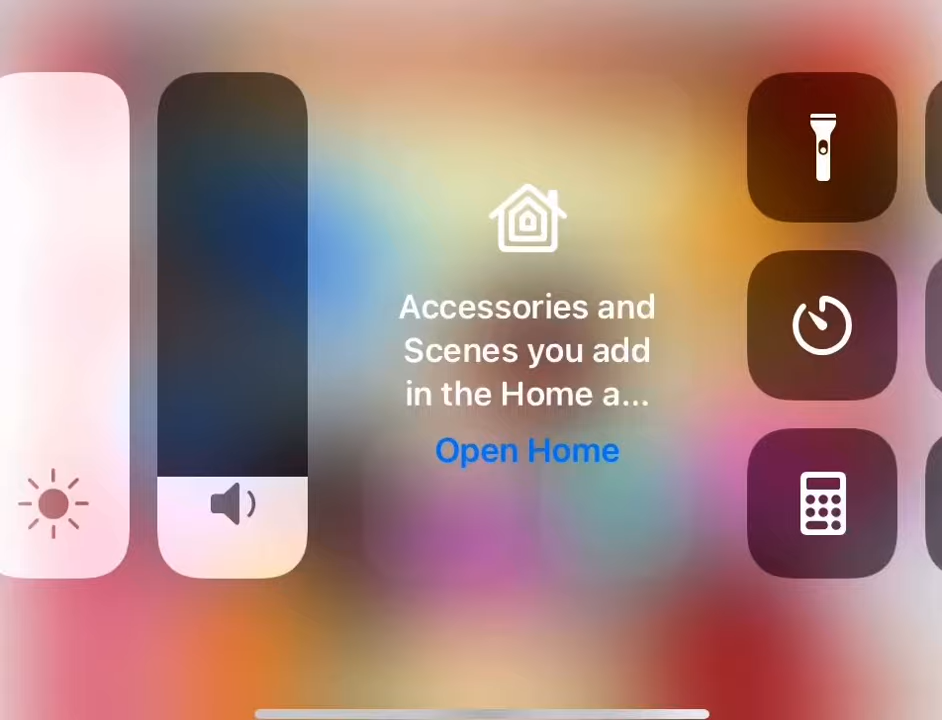 Accessories and
Scenes you add
in the Home a...
Open Home